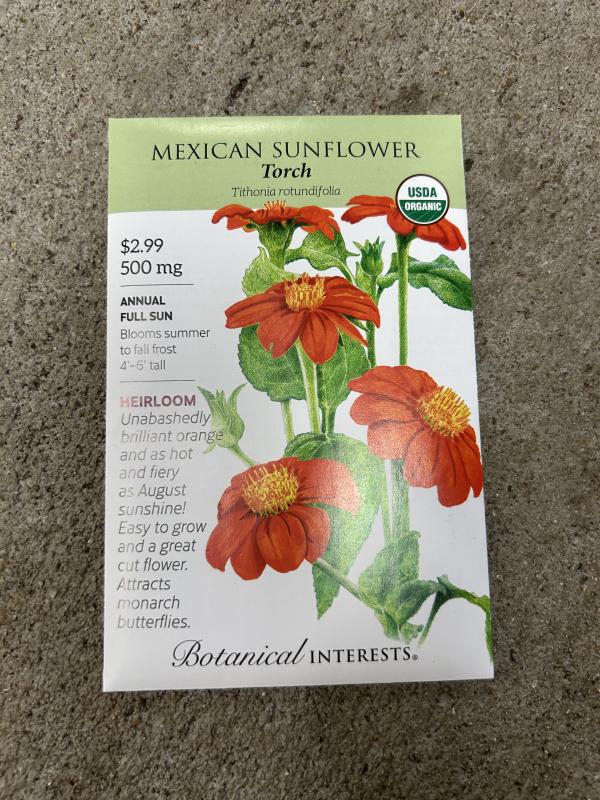 MEXICAN SUNFLOWER
Torch
Tithonia rotundifolia
USDA
ORGANIC
$2.99
500 mg
ANNUAL
FULL SUN
Blooms summer
to fall frost
4'–6' tall
HEIRLOOM
Unabashedly
brilliant orange
and as hot
and fiery
as August
sunshine!
Easy to grow
and a great
cut flower.
Attracts
monarch
butterflies.
Botanical INTERESTS®